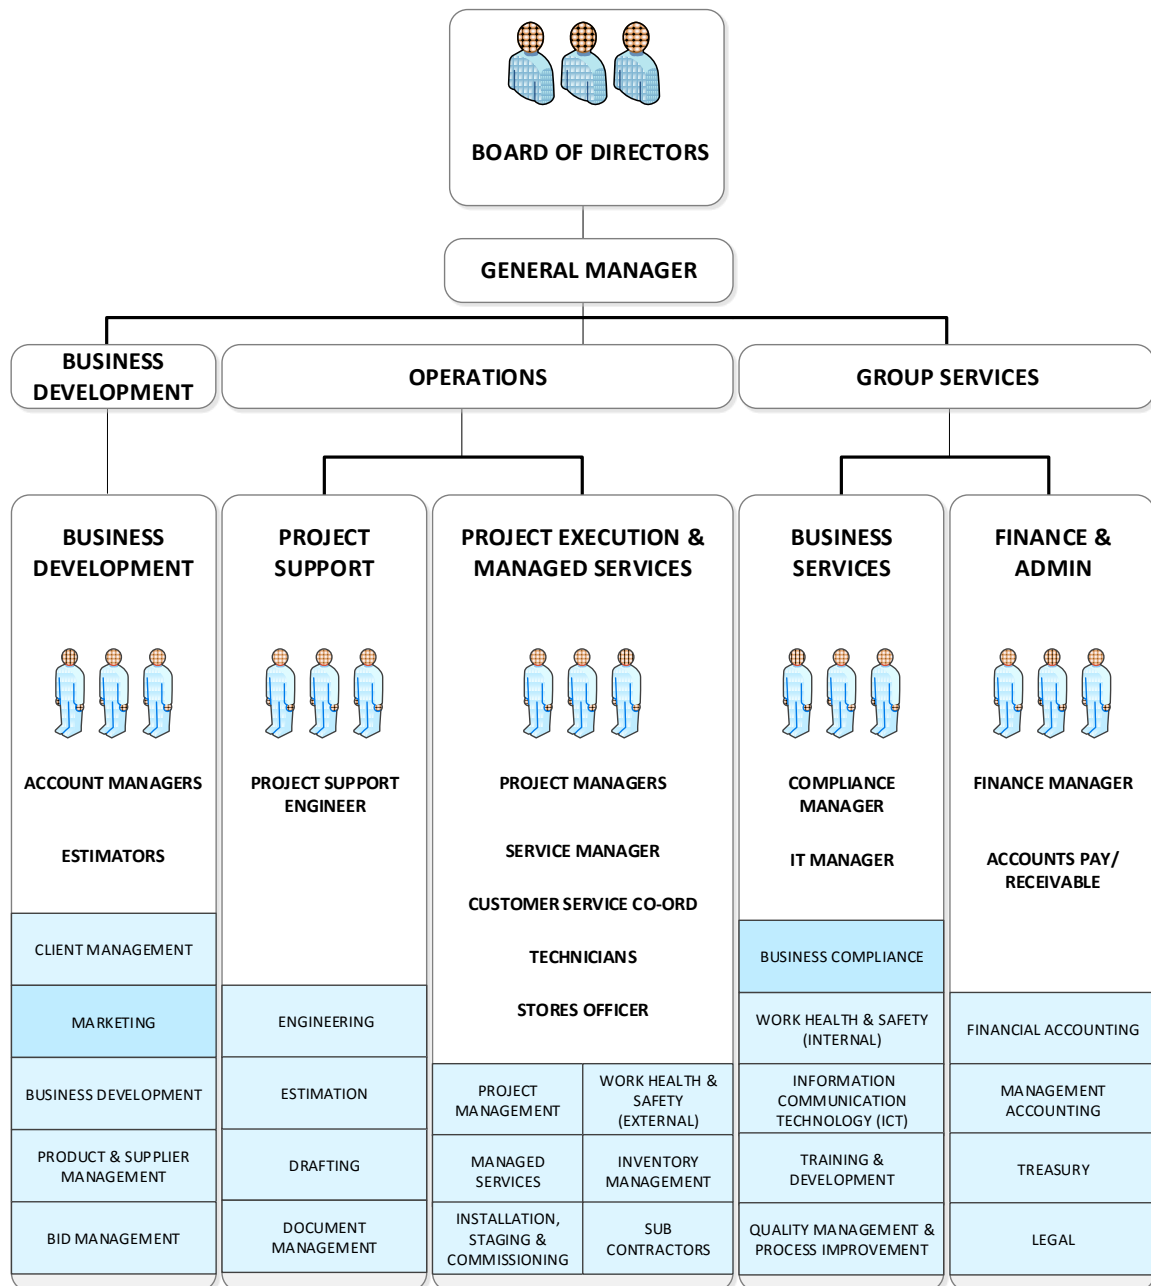 BOARD OF DIRECTORS
GENERAL MANAGER
BUSINESS
DEVELOPMENT
OPERATIONS
GROUP SERVICES
BUSINESS
DEVELOPMENT
ACCOUNT MANAGERS
ESTIMATORS
CLIENT MANAGEMENT
MARKETING
BUSINESS DEVELOPMENT
PRODUCT & SUPPLIER
MANAGEMENT
BID MANAGEMENT
PROJECT
SUPPORT
PROJECT SUPPORT
ENGINEER
ENGINEERING
ESTIMATION
DRAFTING
DOCUMENT
MANAGEMENT
PROJECT EXECUTION &
MANAGED SERVICES
PROJECT MANAGERS
SERVICE MANAGER
CUSTOMER SERVICE CO-ORD
TECHNICIANS
STORES OFFICER
PROJECT
MANAGEMENT
WORK HEALTH &
SAFETY
(EXTERNAL)
MANAGED
SERVICES
INVENTORY
MANAGEMENT
INSTALLATION,
STAGING &
COMMISSIONING
SUB
CONTRACTORS
BUSINESS
SERVICES
COMPLIANCE
MANAGER
IT MANAGER
BUSINESS COMPLIANCE
WORK HEALTH & SAFETY
(INTERNAL)
INFORMATION
COMMUNICATION
TECHNOLOGY (ICT)
TRAINING &
DEVELOPMENT
QUALITY MANAGEMENT &
PROCESS IMPROVEMENT
FINANCE &
ADMIN
FINANCE MANAGER
ACCOUNTS PAY/
RECEIVABLE
FINANCIAL ACCOUNTING
MANAGEMENT
ACCOUNTING
TREASURY
LEGAL